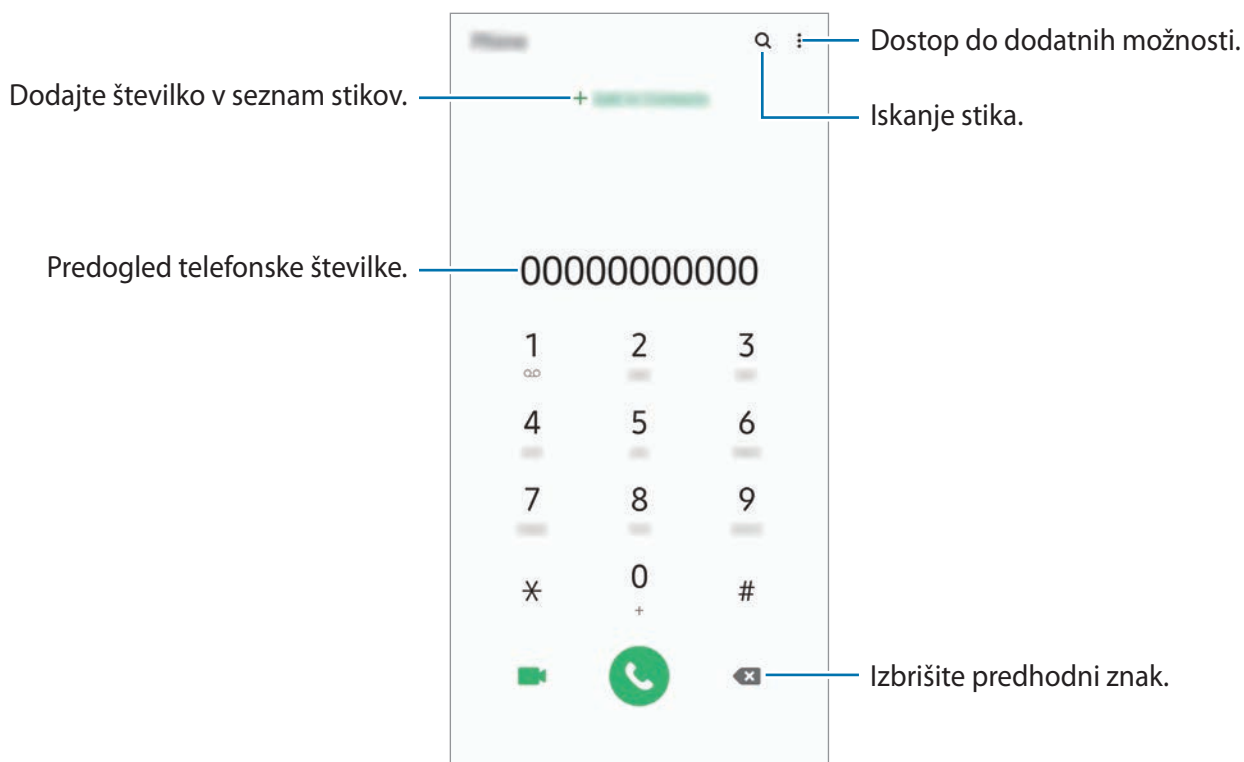 Dostop do dodatnih možnosti.
Dodajte številko v seznam stikov.
Iskanje stika.
Predogled telefonske številke.
00000000000
1 2 3
4 5 6
7 8 9
* 0 #
+
Izbrišite predhodni znak.